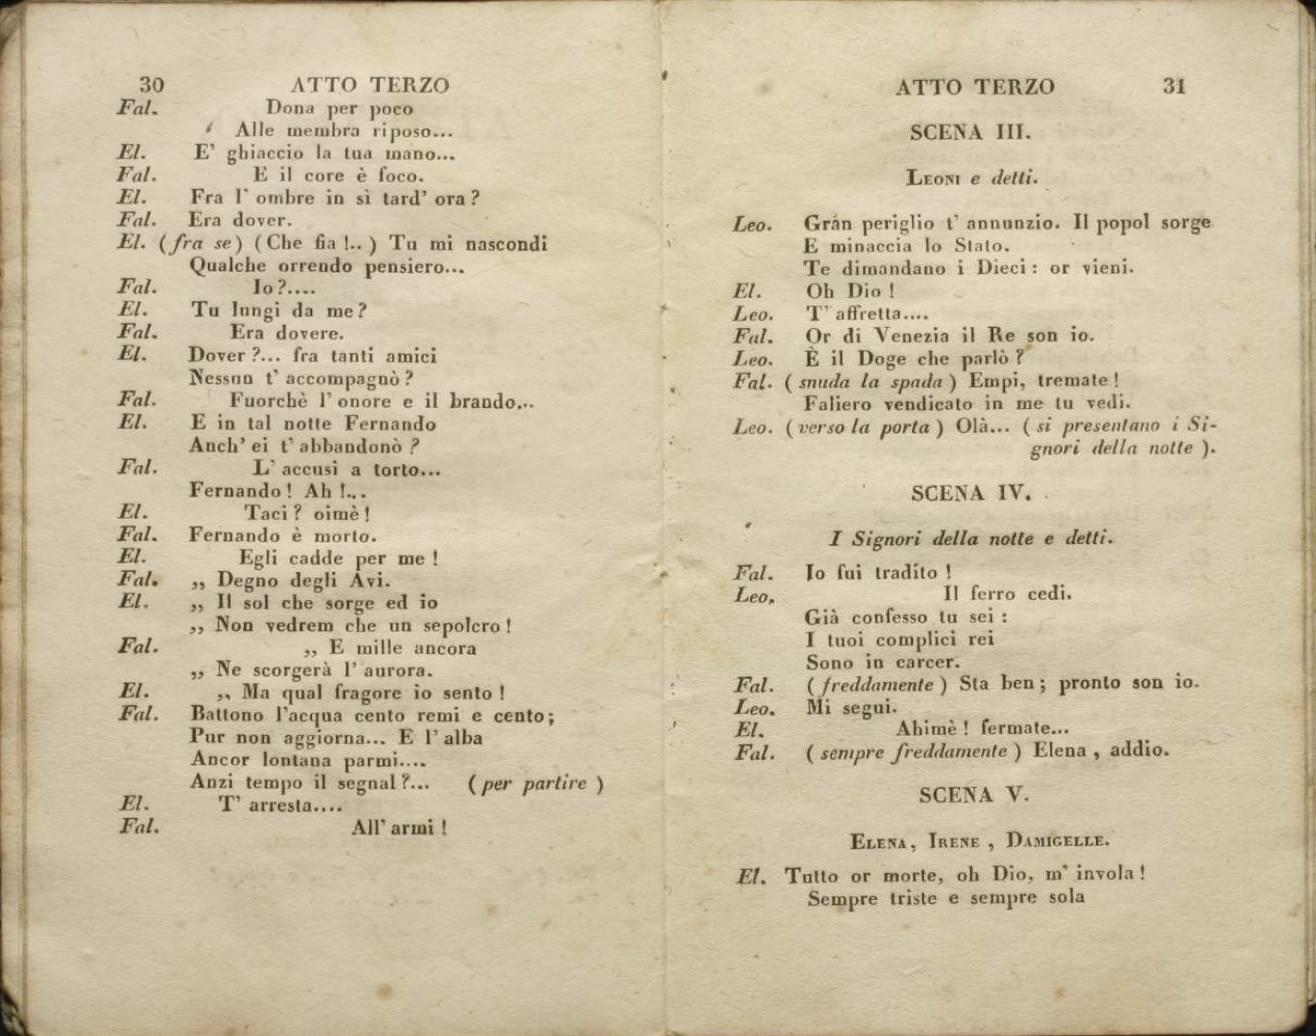 30 ATTO TERZO
Fal. Dona per poco
Alle membra riposo...
El. E' ghiaccio la tua mano...
Fal. E il core è foco.
El. Fra l' ombre in sì tard' ora?
Fal. Era dover.
El. (fra se) (Che fia!..) Tu mi nascondi
Qualche orrendo pensiero...
Fal. Io?....
El. Tu lungi da me?
Fal. Era dovere.
El. Dover?... fra tanti amici
Nessun t' accompagnò?
Fal. Fuorchè l' onore e il brando...
El. E in tal notte Fernando
Anch' ei t' abbandonò?
Fal. L' accusi a torto...
Fernando! Ah!...
El. Taci? oimè!
Fal. Fernando è morto.
El. Egli cadde per me!
Fal. ,, Degno degli Avi.
El. ,, Il sol che sorge ed io
,, Non vedrem che un sepolcro!
Fal. ,, E mille ancora
,, Ne scorgerà l' aurora.
El. ,, Ma qual fragore io sento!
Fal. Battono l'acqua cento remi e cento;
Pur non aggiorna... E l' alba
Ancor lontana parmi....
Anzi tempo il segnal?... (per partire)
El. T' arresta....
Fal. All' armi!
ATTO TERZO 31
SCENA III.
LEONI e detti.
Leo. Gran periglio t' annunzio. Il popol sorge
E minaccia lo Stato.
Te dimandano i Dieci: or vieni.
El. Oh Dio!
Leo. T' affretta....
Fal. Or di Venezia il Re son io.
Leo. È il Doge che parlò?
Fal. (snuda la spada) Empi, tremate!
Faliero vendicato in me tu vedi.
Leo. (verso la porta) Olà... (si presentano i Si-
gnori della notte).
SCENA IV.
I Signori della notte e detti.
Fal. Io fui tradito!
Leo. Il ferro cedi.
Già confesso tu sei:
I tuoi complici rei
Sono in carcer.
Fal. (freddamente) Sta ben; pronto son io.
Leo. Mi segui.
El. Ahimè! fermate...
Fal. (sempre freddamente) Elena, addio.
SCENA V.
ELENA, IRENE, DAMIGELLE.
El. Tutto or morte, oh Dio, m' invola!
Sempre triste e sempre sola